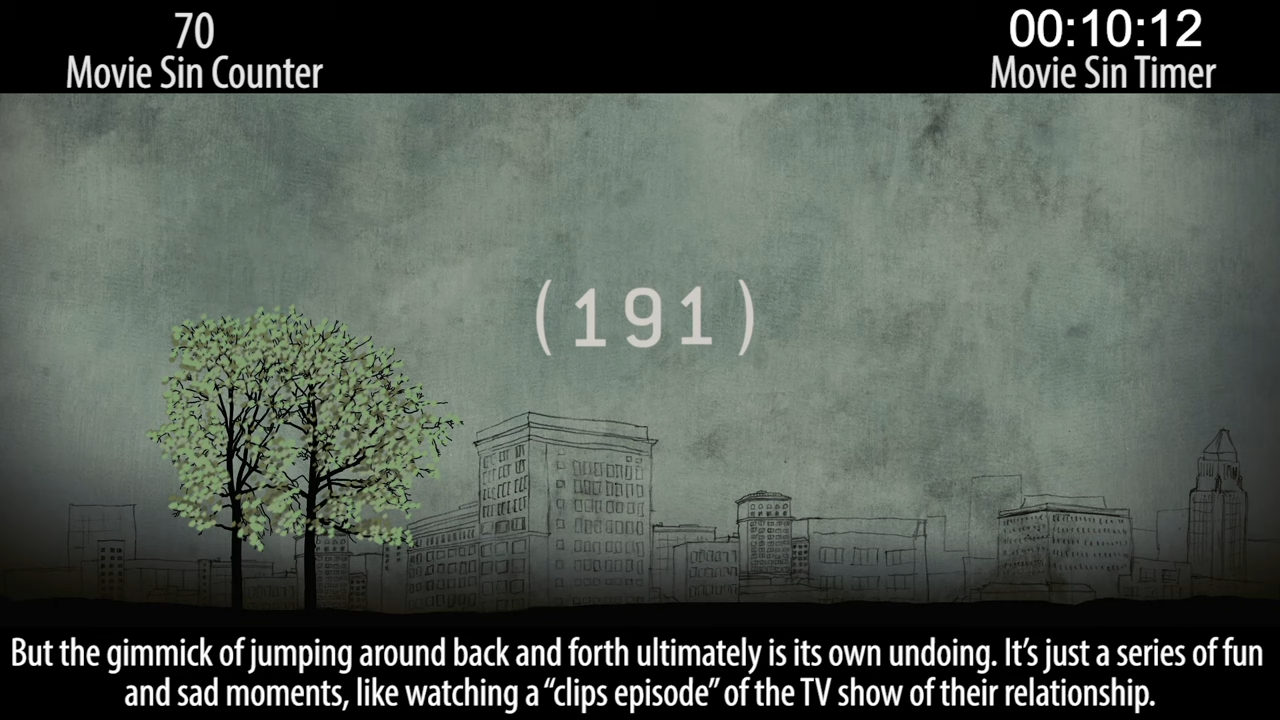 70
Movie Sin Counter
00:10:12
Movie Sin Timer
(191)
But the gimmick of jumping around back and forth ultimately is its own undoing. It’s just a series of fun
and sad moments, like watching a “clips episode” of the TV show of their relationship.